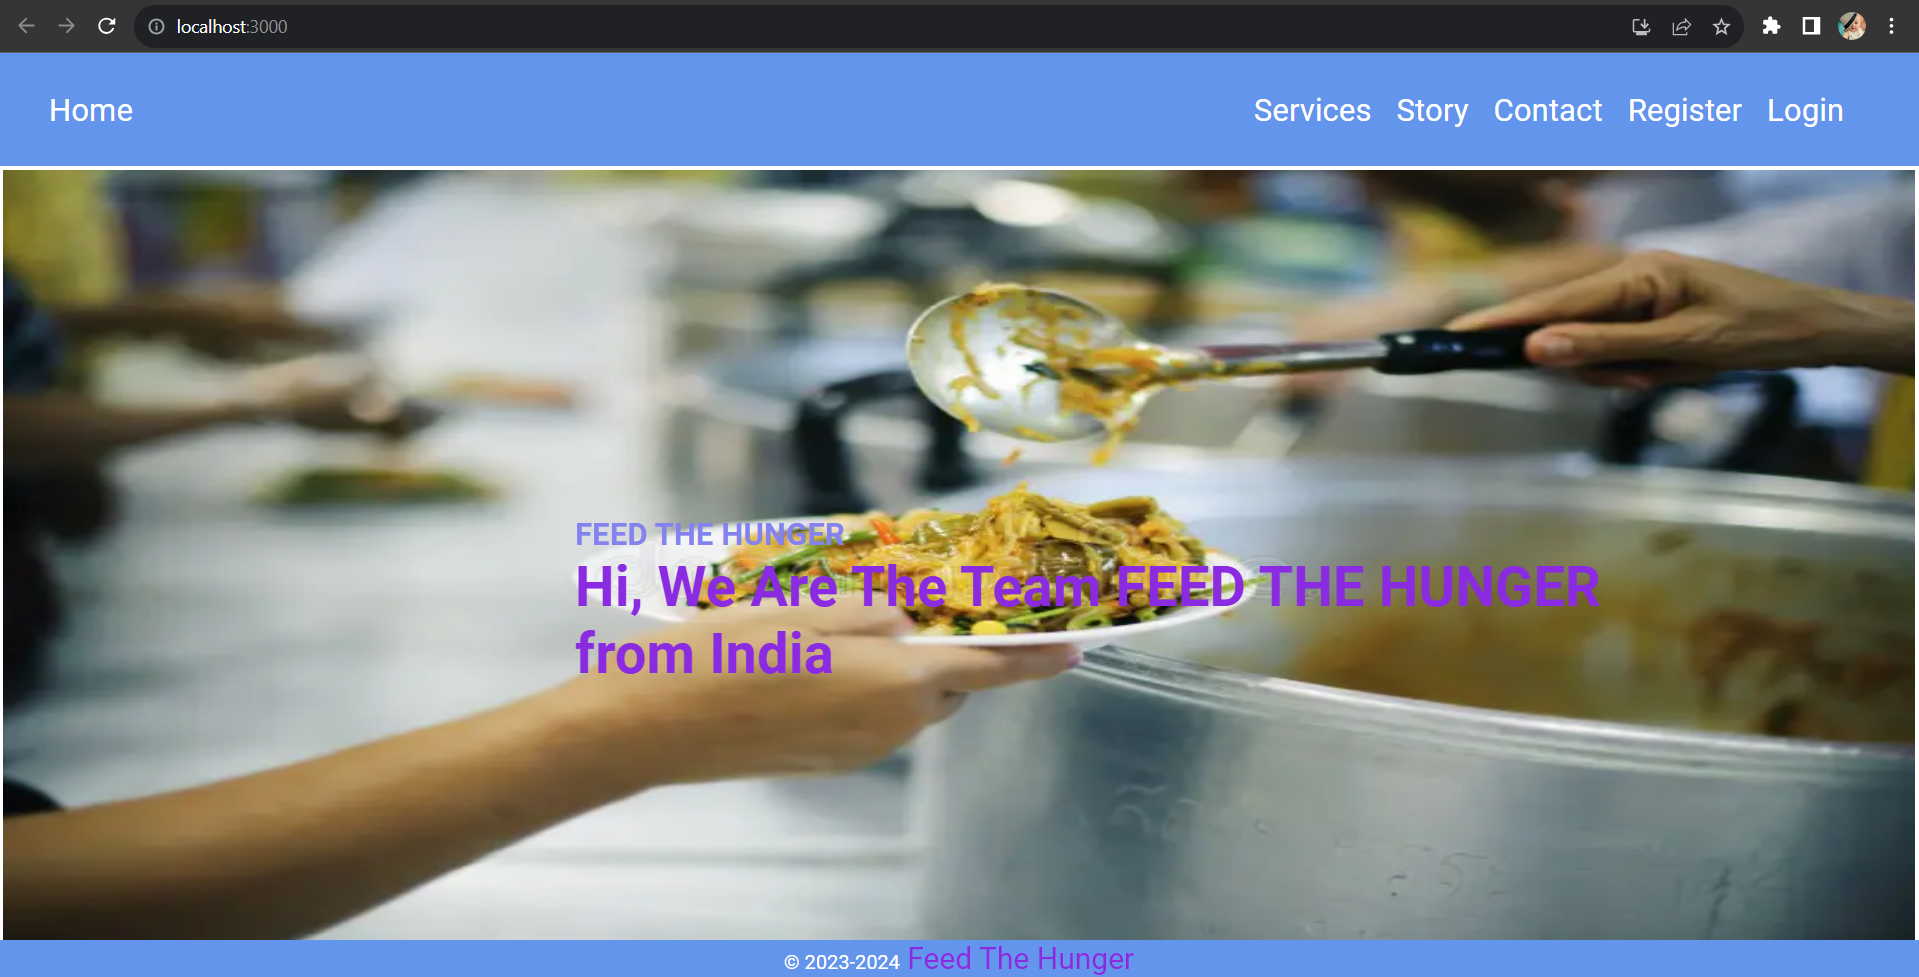 localhost:3000
Home Services Story Contact Register Login
FEED THE HUNGER
Hi, We Are The Team FEED THE HUNGER
from India
© 2023-2024 Feed The Hunger